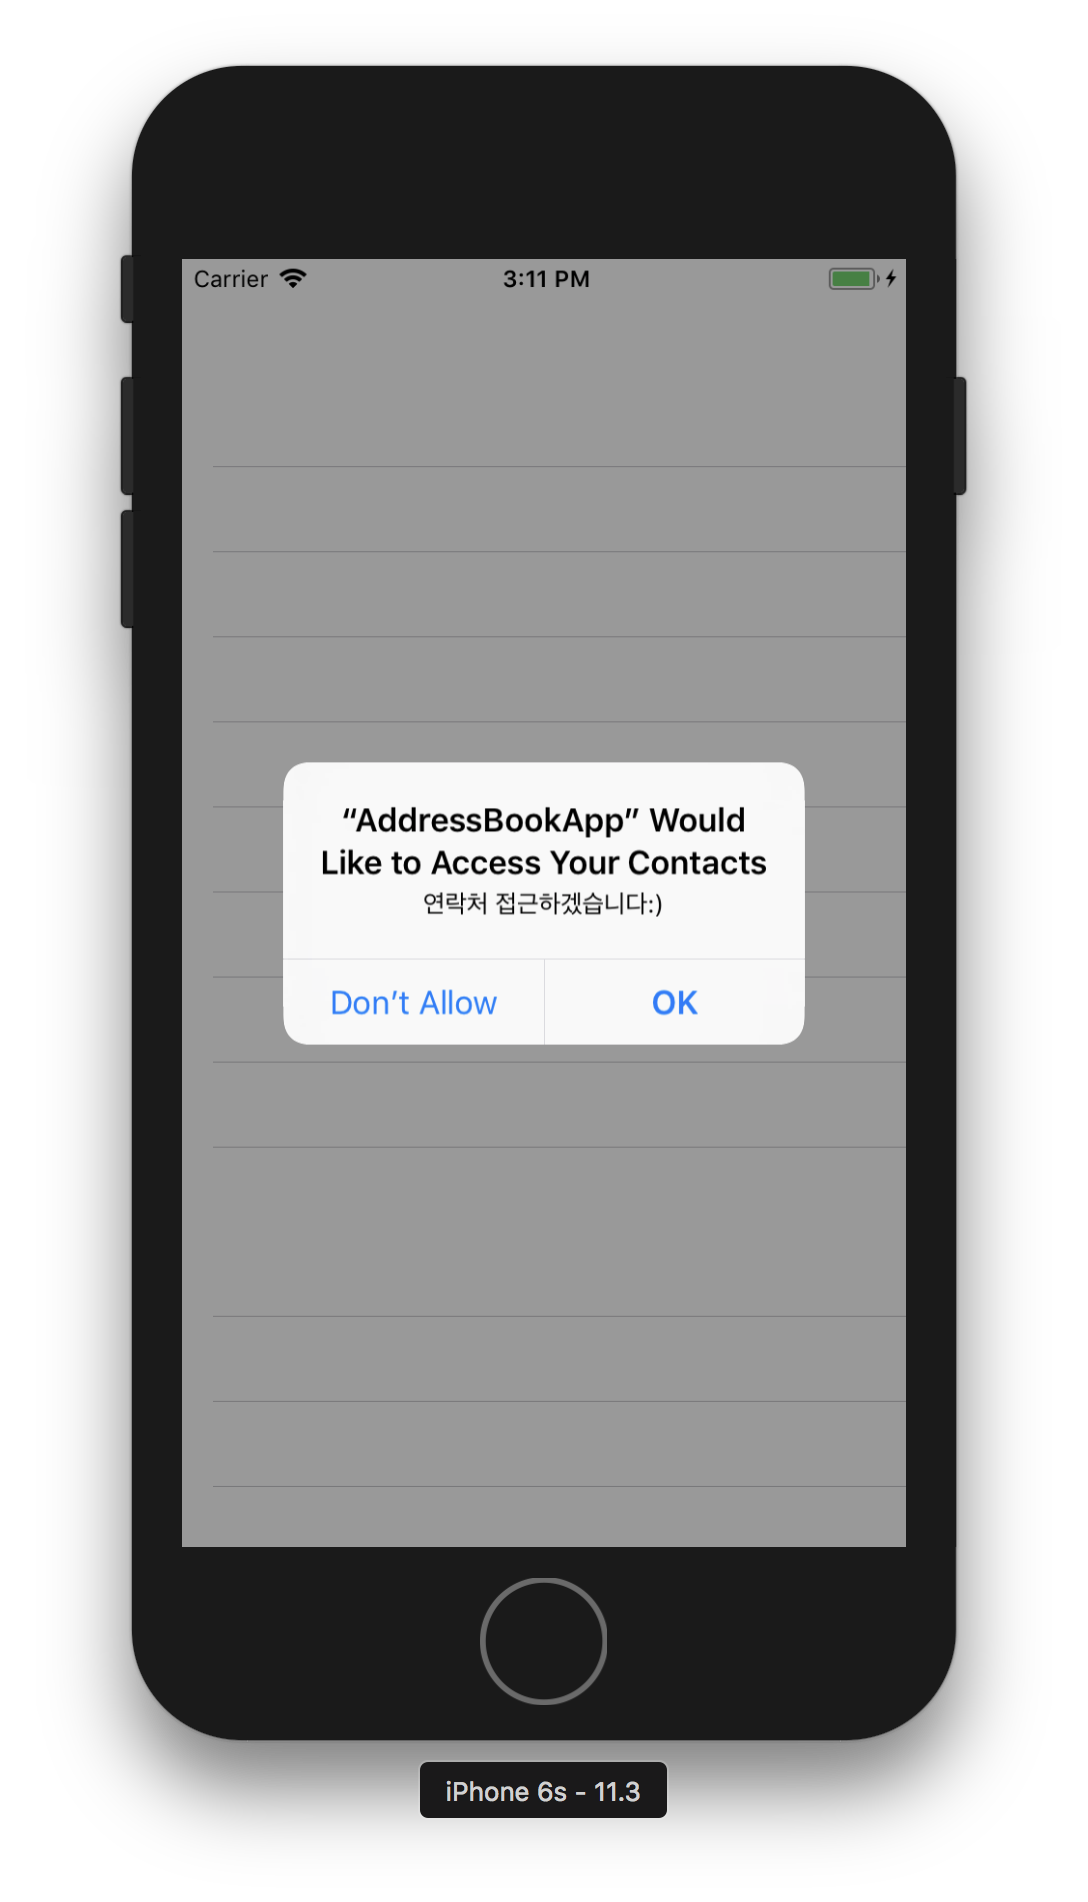 Carrier
3:11 PM
“AddressBookApp” Would
Like to Access Your Contacts
연락처 접근하겠습니다:)
Don’t Allow
OK
iPhone 6s - 11.3